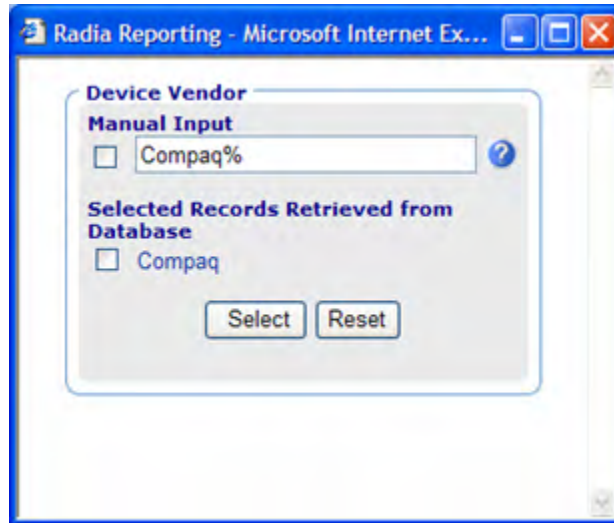 Radia Reporting - Microsoft Internet Ex...
Device Vendor
Manual Input
Compaq%
?
Selected Records Retrieved from
Database
Compaq
Select Reset